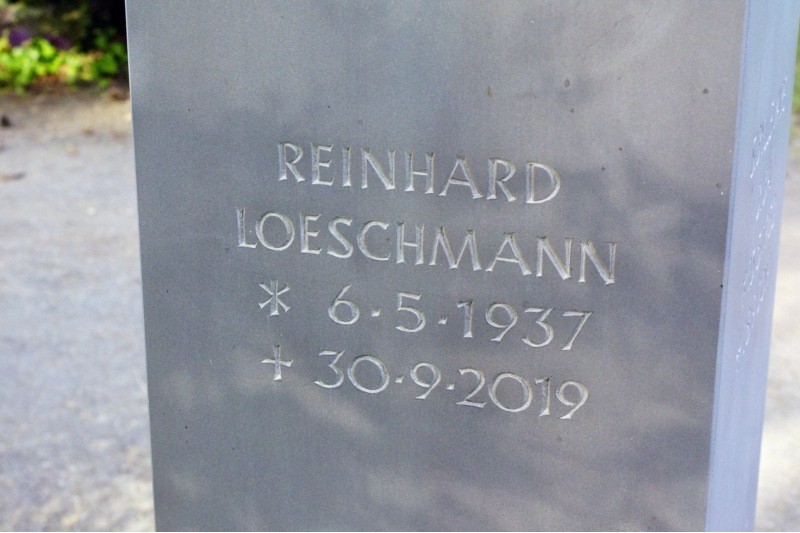 REINHARD
LOESCHMANN
* 6·5·1937
+ 30·9·2019